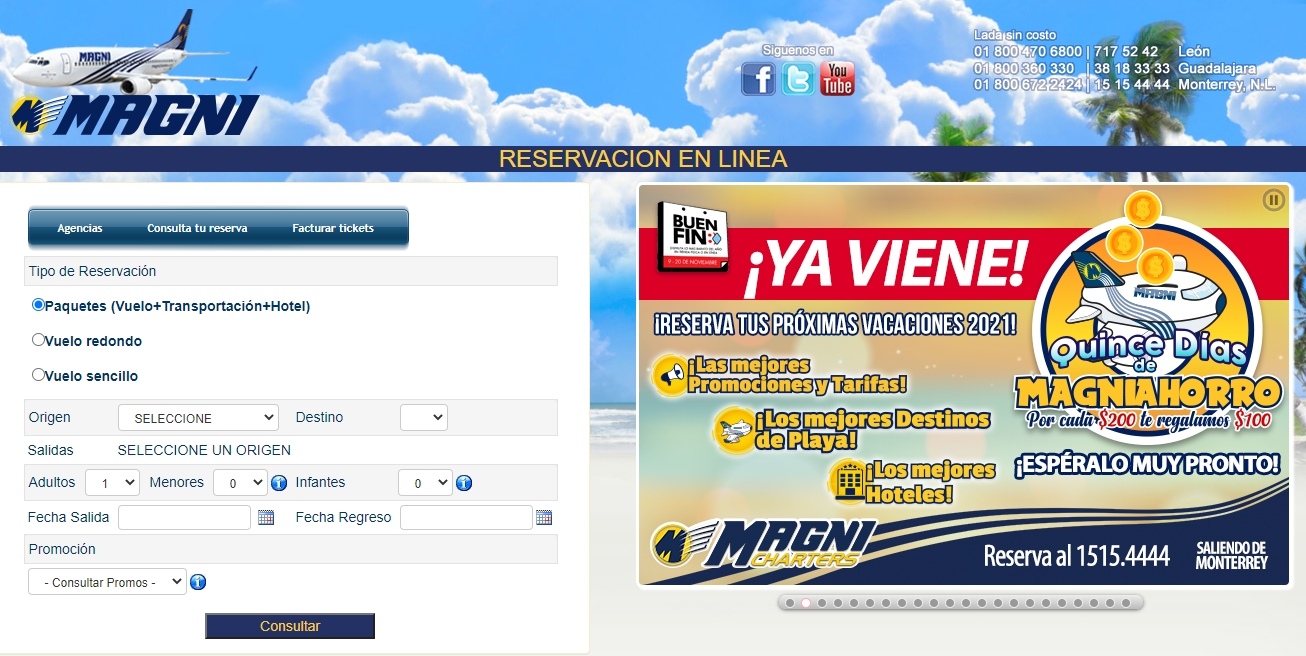 MAGNI
MAGNI
Siguenos en
f
You
Tube
Lada sin costo
01 800 470 6800 | 717 52 42 León
01 800 360 330 | 38 18 33 33 Guadalajara
01 800 672 2424 | 15 15 44 44 Monterrey, N.L.
RESERVACION EN LINEA
Agencias Consulta tu reserva Facturar tickets
Tipo de Reservación
Paquetes (Vuelo+Transportación+Hotel)
Vuelo redondo
Vuelo sencillo
Origen SELECCIONE Destino
Salidas SELECCIONE UN ORIGEN
Adultos 1 Menores 0 Infantes 0
Fecha Salida Fecha Regreso
Promoción
- Consultar Promos -
Consultar
BUEN
FIN
9 - 20 DE NOVIEMBRE
¡YA VIENE!
¡RESERVA TUS PRÓXIMAS VACACIONES 2021!
¡Las mejores
Promociones y Tarifas!
¡Los mejores Destinos
de Playa!
¡Los mejores
Hoteles!
MAGNI
Quince Días
de
MAGNIAHORRO
Por cada $200 te regalamos $100
¡ESPÉRALO MUY PRONTO!
MAGNI
CHARTERS
Reserva al 1515.4444
SALIENDO DE
MONTERREY